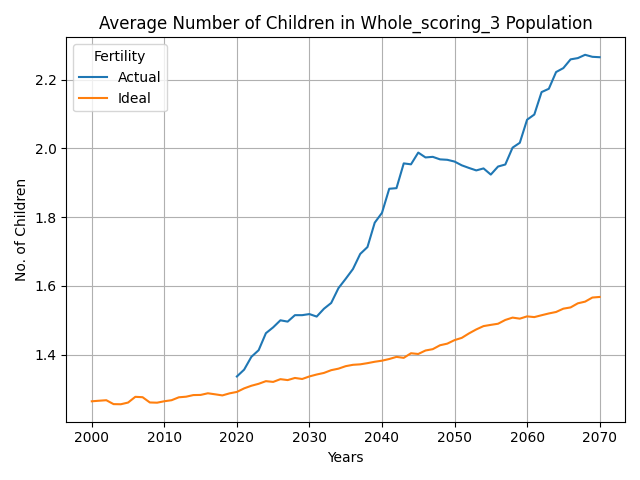 Average Number of Children in Whole_scoring_3 Population
Fertility
Actual
Ideal
No. of Children
2.2
2.0
1.8
1.6
1.4
2000 2010 2020 2030 2040 2050 2060 2070
Years